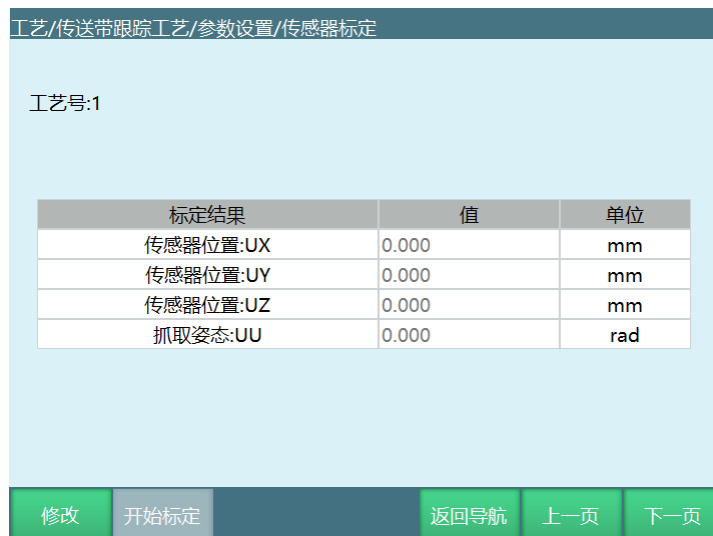 工艺/传送带跟踪工艺/参数设置/传感器标定
工艺号:1
标定结果 值 单位
传感器位置:UX 0.000 mm
传感器位置:UY 0.000 mm
传感器位置:UZ 0.000 mm
抓取姿态:UU 0.000 rad
修改 开始标定 返回导航 上一页 下一页